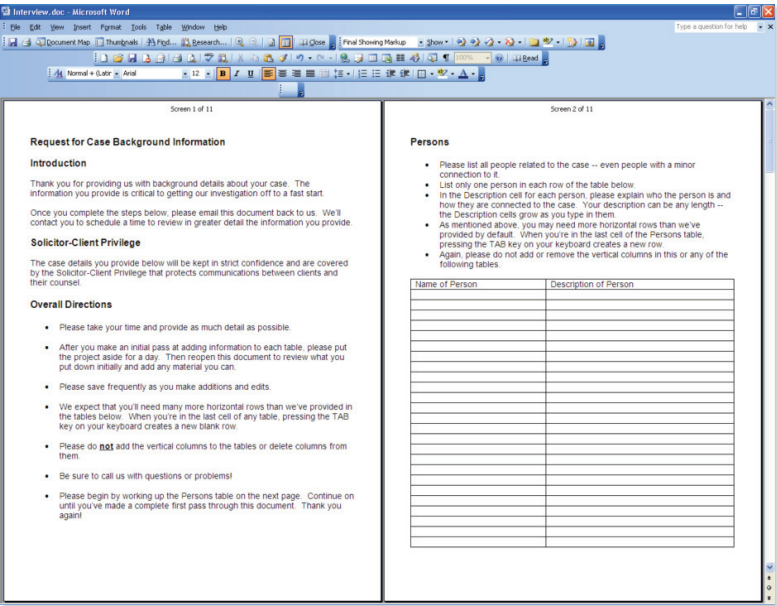 Interview.doc - Microsoft Word
File Edit View Insert Format Tools Table Window Help
Type a question for help
Document Map Thumbnails Find... Research... Close Final Showing Markup Show
100% Read
Normal + (Latir Arial 12 B I U
Screen 1 of 11
Request for Case Background Information
Introduction
Thank you for providing us with background details about your case. The
information you provide is critical to getting our investigation off to a fast start.
Once you complete the steps below, please email this document back to us. We'll
contact you to schedule a time to review in greater detail the information you provide.
Solicitor-Client Privilege
The case details you provide below will be kept in strict confidence and are covered
by the Solicitor-Client Privilege that protects communications between clients and
their counsel.
Overall Directions
• Please take your time and provide as much detail as possible.
• After you make an initial pass at adding information to each table, please put
the project aside for a day. Then reopen this document to review what you
put down initially and add any material you can.
• Please save frequently as you make additions and edits.
• We expect that you'll need many more horizontal rows than we've provided in
the tables below. When you're in the last cell of any table, pressing the TAB
key on your keyboard creates a new blank row.
• Please do not add the vertical columns to the tables or delete columns from
them.
• Be sure to call us with questions or problems!
• Please begin by working up the Persons table on the next page. Continue on
until you've made a complete first pass through this document. Thank you
again!
Screen 2 of 11
Persons
• Please list all people related to the case -- even people with a minor
connection to it.
• List only one person in each row of the table below.
• In the Description cell for each person, please explain who the person is and
how they are connected to the case. Your description can be any length --
the Description cells grow as you type in them.
• As mentioned above, you may need more horizontal rows than we've
provided by default. When you're in the last cell of the Persons table,
pressing the TAB key on your keyboard creates a new row.
• Again, please do not add or remove the vertical columns in this or any of the
following tables.
Name of Person Description of Person